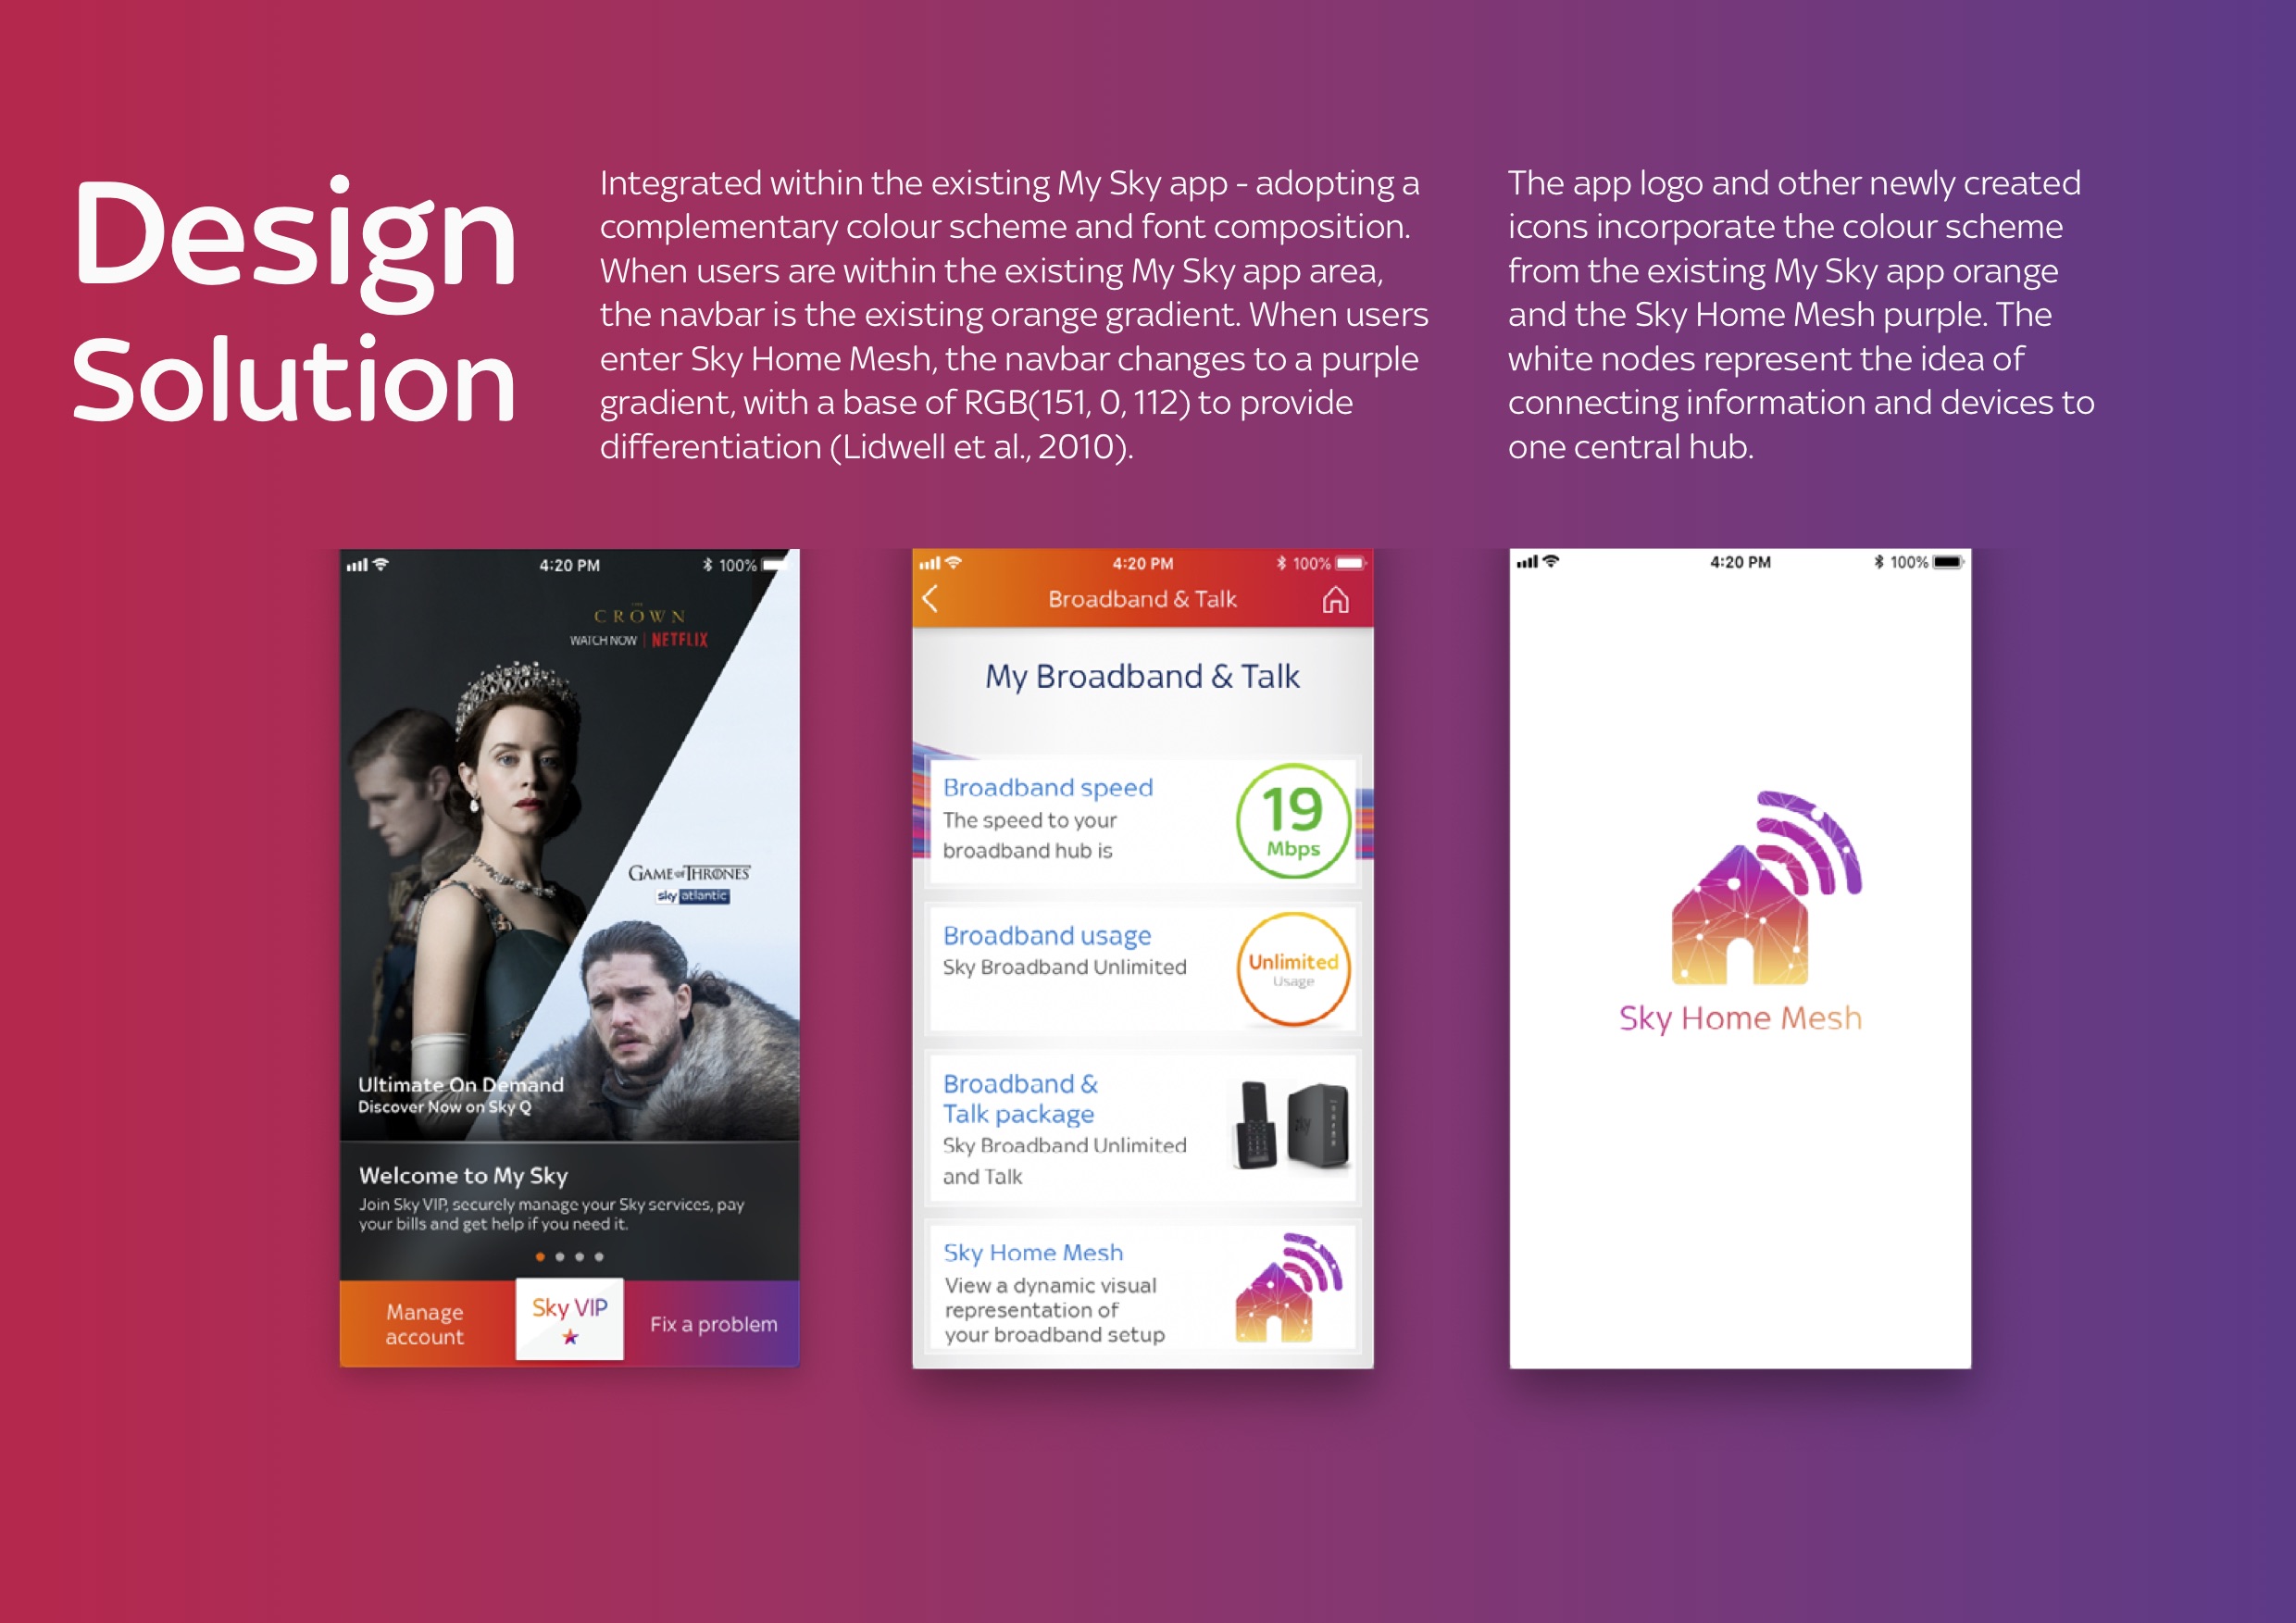 Design
Solution
Integrated within the existing My Sky app - adopting a
complementary colour scheme and font composition.
When users are within the existing My Sky app area,
the navbar is the existing orange gradient. When users
enter Sky Home Mesh, the navbar changes to a purple
gradient, with a base of RGB(151, 0, 112) to provide
differentiation (Lidwell et al., 2010).
The app logo and other newly created
icons incorporate the colour scheme
from the existing My Sky app orange
and the Sky Home Mesh purple. The
white nodes represent the idea of
connecting information and devices to
one central hub.
4:20 PM 100%
CROWN
WATCH NOW | NETFLIX
GAME OF THRONES
sky atlantic
Ultimate On Demand
Discover Now on Sky Q
Welcome to My Sky
Join Sky VIP, securely manage your Sky services, pay
your bills and get help if you need it.
Manage
account
Sky VIP
Fix a problem
4:20 PM 100%
Broadband & Talk
My Broadband & Talk
Broadband speed
The speed to your
broadband hub is
19
Mbps
Broadband usage
Sky Broadband Unlimited
Unlimited
Usage
Broadband &
Talk package
Sky Broadband Unlimited
and Talk
sky
Sky Home Mesh
View a dynamic visual
representation of
your broadband setup
4:20 PM 100%
Sky Home Mesh